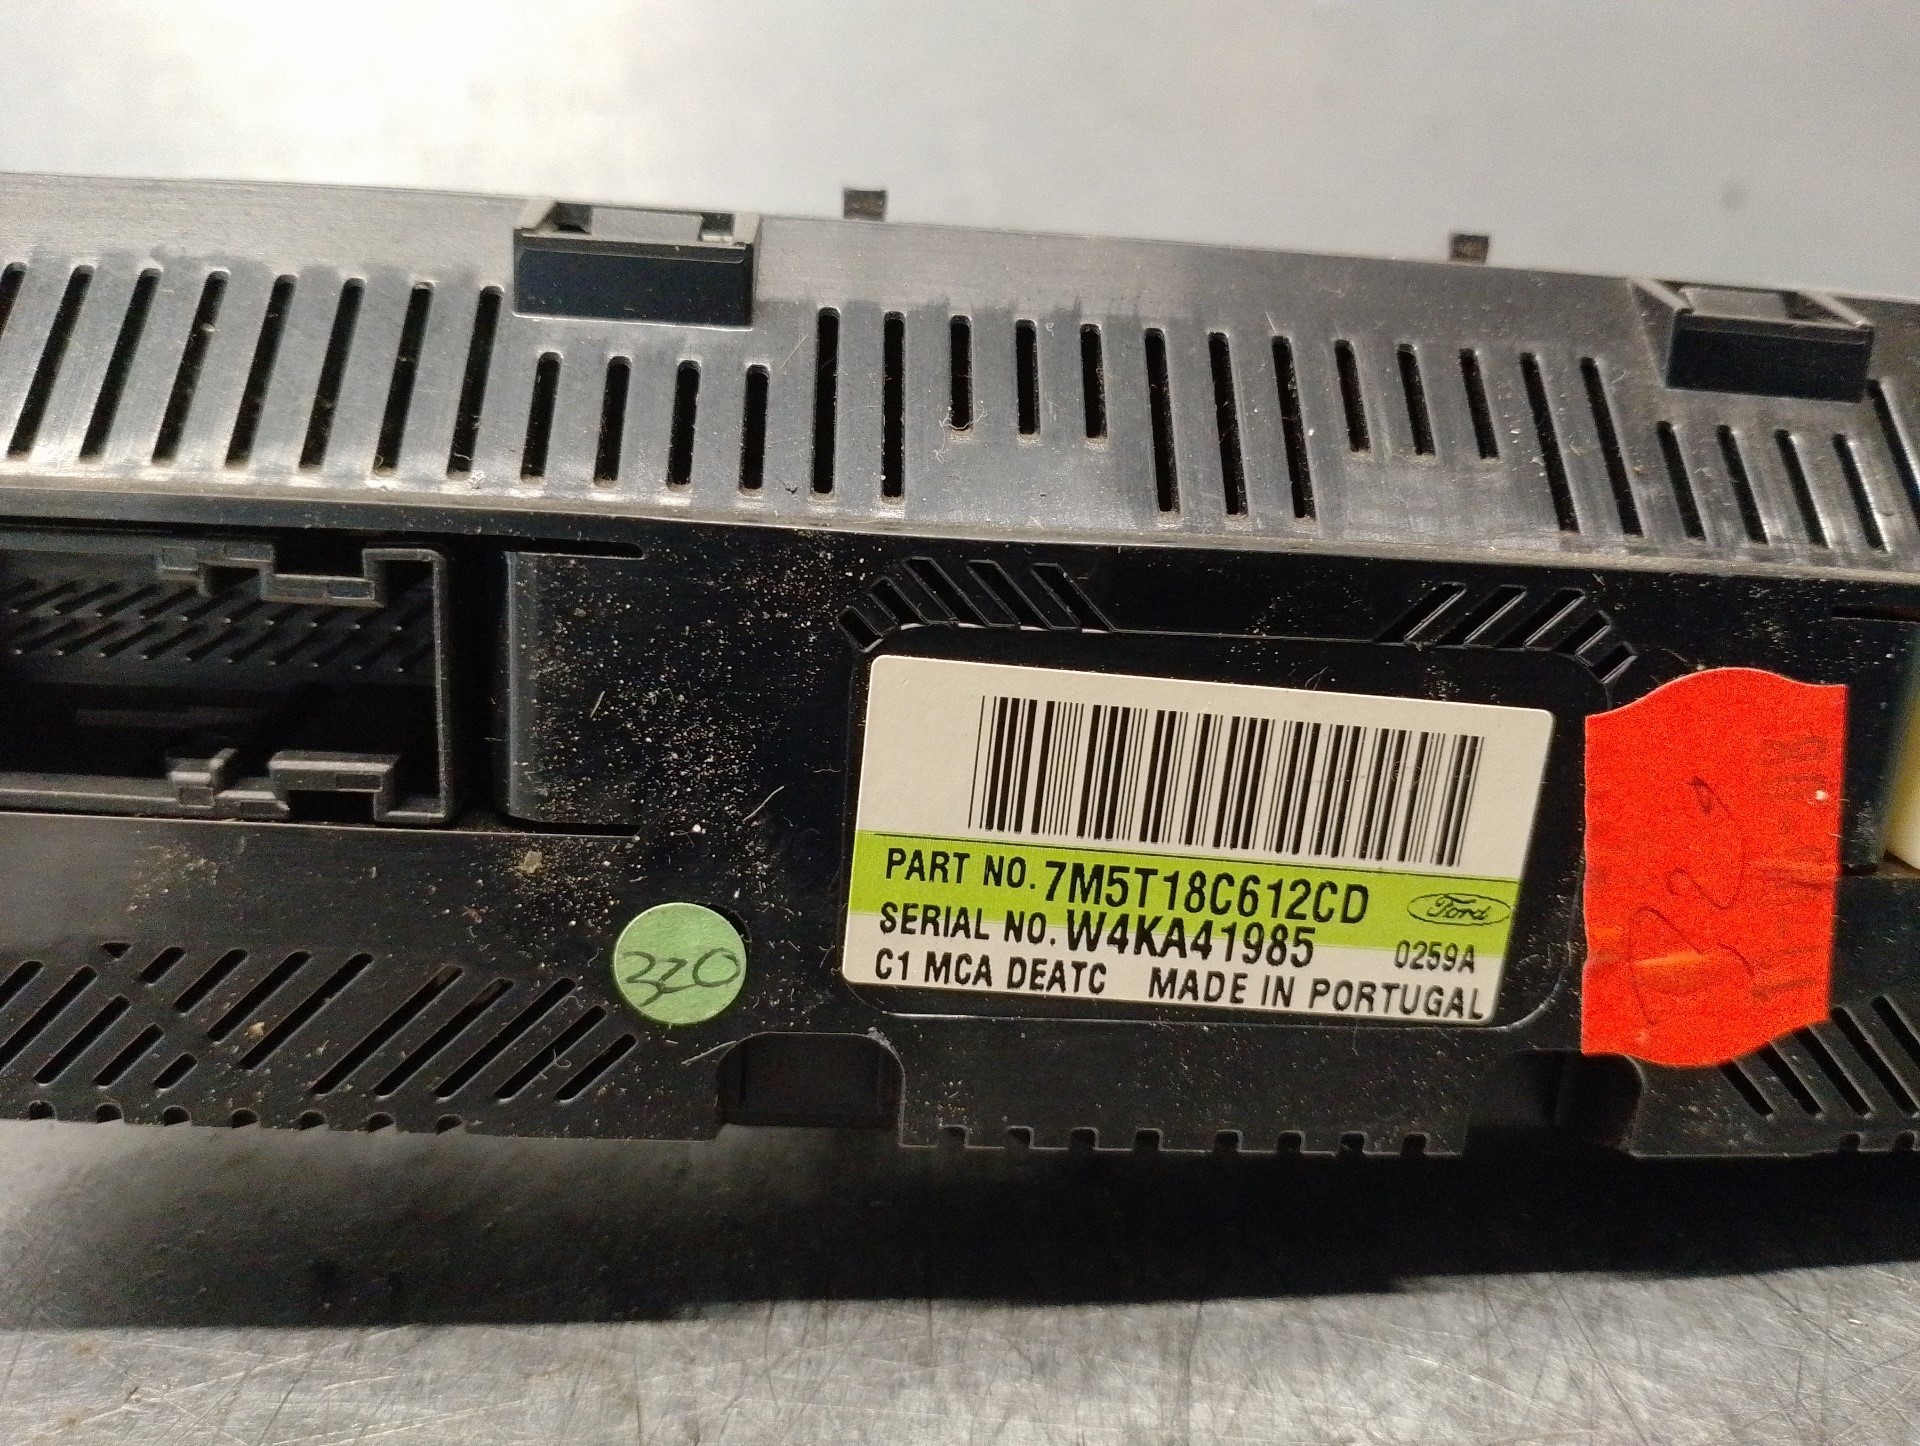 PART NO. 7M5T18C612CD
Ford
SERIAL NO. W4KA41985
0259A
C1 MCA DEATC MADE IN PORTUGAL
320